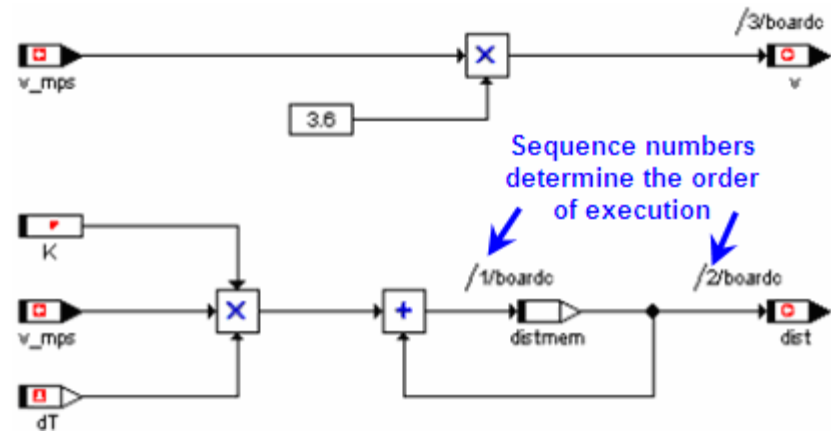 /3/boardc
v_mps
v
3.6
Sequence numbers
determine the order
of execution
K
/1/boardc
/2/boardc
v_mps
distmem
dist
dT